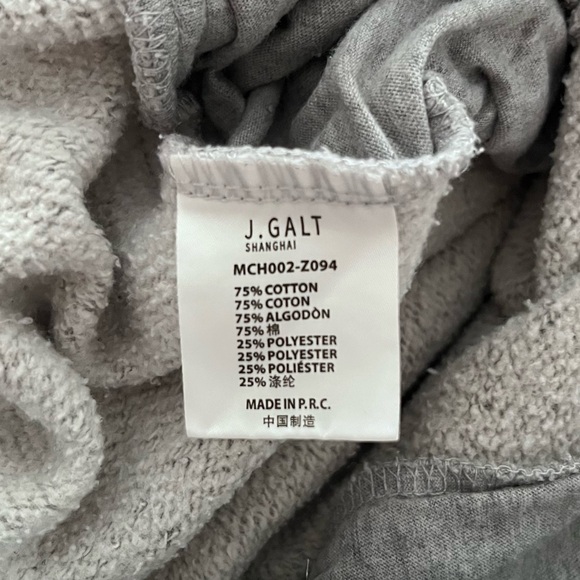 J.GALT
SHANGHAI
MCH002-Z094
75% COTTON
75% COTON
75% ALGODÒN
75% 棉
25% POLYESTER
25% POLYESTER
25% POLIÉSTER
25% 涤纶
MADE IN P.R.C.
中国制造